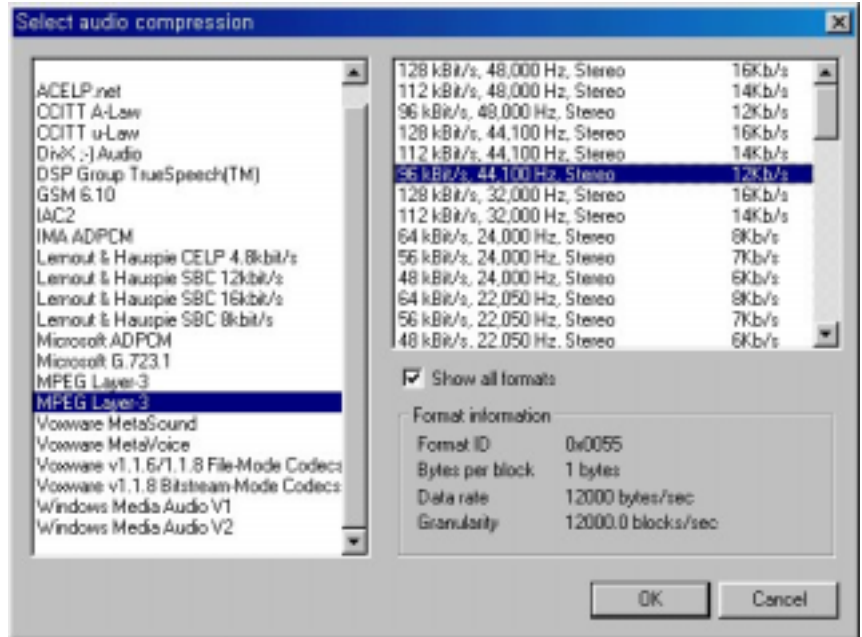 Select audio compression
ACELP.net
CCITT A-Law
CCITT u-Law
DivX ;-) Audio
DSP Group TrueSpeech(TM)
GSM 6.10
IAC2
IMA ADPCM
Lernout & Hauspie CELP 4.8kbit/s
Lernout & Hauspie SBC 12kbit/s
Lernout & Hauspie SBC 16kbit/s
Lernout & Hauspie SBC 8kbit/s
Microsoft ADPCM
Microsoft G.723.1
MPEG Layer-3
MPEG Layer-3
Voxware MetaSound
Voxware MetaVoice
Voxware v1.1.6/1.1.8 File-Mode Codecs
Voxware v1.1.8 Bitstream-Mode Codecs
Windows Media Audio V1
Windows Media Audio V2
128 kBit/s, 48,000 Hz, Stereo 16Kb/s
112 kBit/s, 48,000 Hz, Stereo 14Kb/s
96 kBit/s, 48,000 Hz, Stereo 12Kb/s
128 kBit/s, 44,100 Hz, Stereo 16Kb/s
112 kBit/s, 44,100 Hz, Stereo 14Kb/s
96 kBit/s, 44,100 Hz, Stereo 12Kb/s
128 kBit/s, 32,000 Hz, Stereo 16Kb/s
112 kBit/s, 32,000 Hz, Stereo 14Kb/s
64 kBit/s, 24,000 Hz, Stereo 8Kb/s
56 kBit/s, 24,000 Hz, Stereo 7Kb/s
48 kBit/s, 24,000 Hz, Stereo 6Kb/s
64 kBit/s, 22,050 Hz, Stereo 8Kb/s
56 kBit/s, 22,050 Hz, Stereo 7Kb/s
48 kBit/s, 22,050 Hz, Stereo 6Kb/s
Show all formats
Format information
Format ID 0x0055
Bytes per block 1 bytes
Data rate 12000 bytes/sec
Granularity 12000.0 blocks/sec
OK Cancel